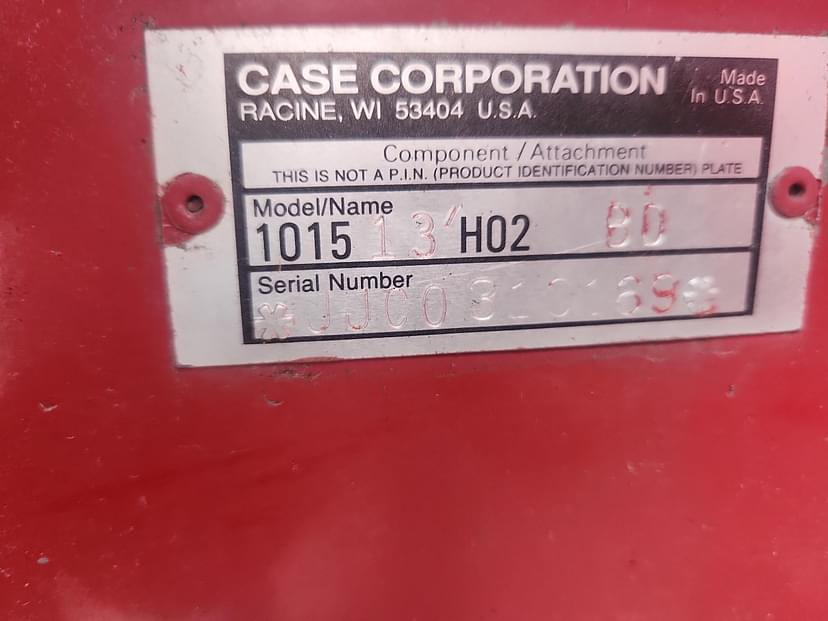 CASE CORPORATION
Made
In U.S.A.
RACINE, WI 53404 U.S.A.
Component / Attachment
THIS IS NOT A P.I.N. (PRODUCT IDENTIFICATION NUMBER) PLATE
Model/Name
1015 13' H02 BD
Serial Number